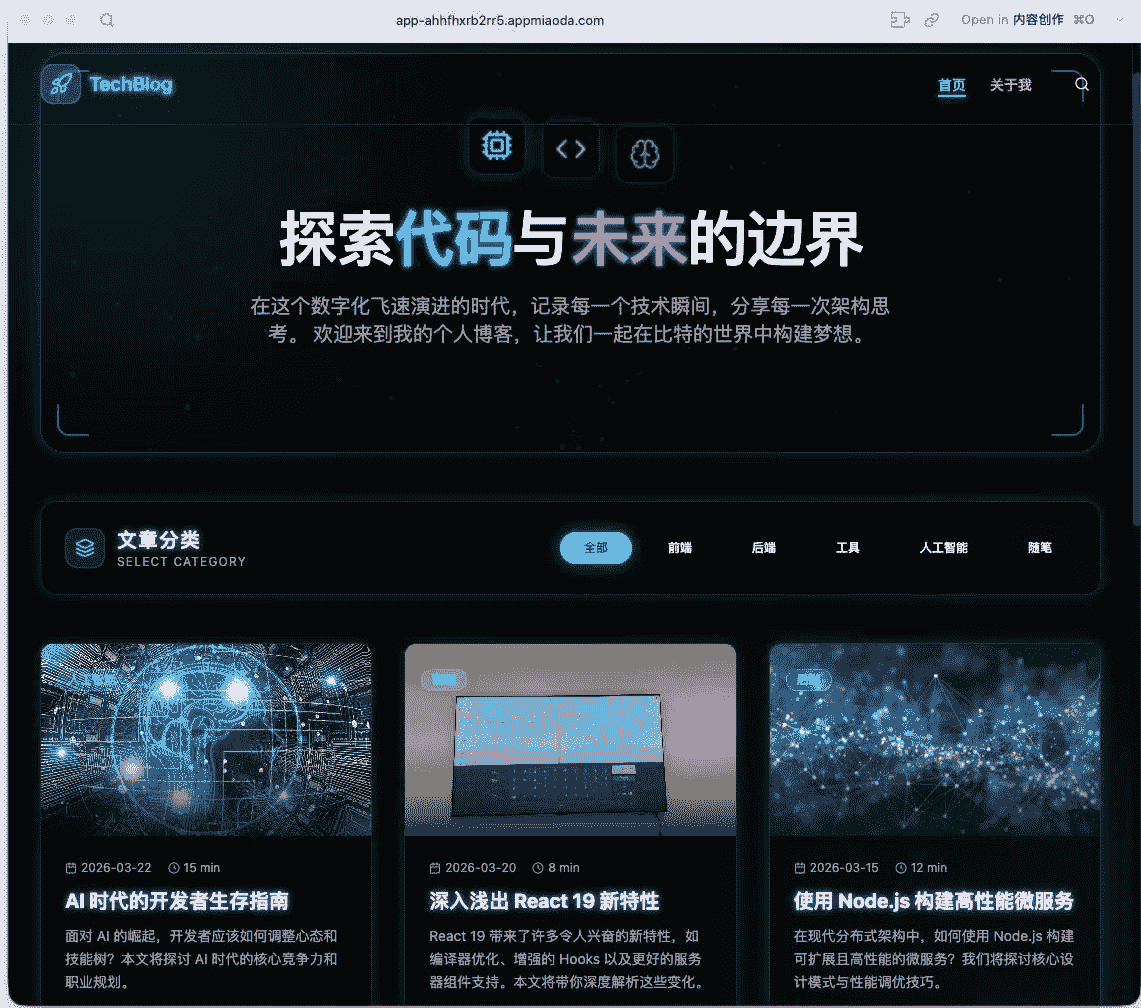 app-ahhfhxrb2rr5.appmiaoda.com
Open in 内容创作 ⌘O
TechBlog
首页
关于我
探索代码与未来的边界
在这个数字化飞速演进的时代，记录每一个技术瞬间，分享每一次架构思
考。 欢迎来到我的个人博客，让我们一起在比特的世界中构建梦想。
文章分类
SELECT CATEGORY
全部
前端
后端
工具
人工智能
随笔
2026-03-22 15 min
AI 时代的开发者生存指南
面对 AI 的崛起，开发者应该如何调整心态和
技能树？本文将探讨 AI 时代的核心竞争力和
职业规划。
2026-03-20 8 min
深入浅出 React 19 新特性
React 19 带来了许多令人兴奋的新特性，如
编译器优化、增强的 Hooks 以及更好的服务
器组件支持。本文将带你深度解析这些变化。
2026-03-15 12 min
使用 Node.js 构建高性能微服务
在现代分布式架构中，如何使用 Node.js 构建
可扩展且高性能的微服务？我们将探讨核心设
计模式与性能调优技巧。